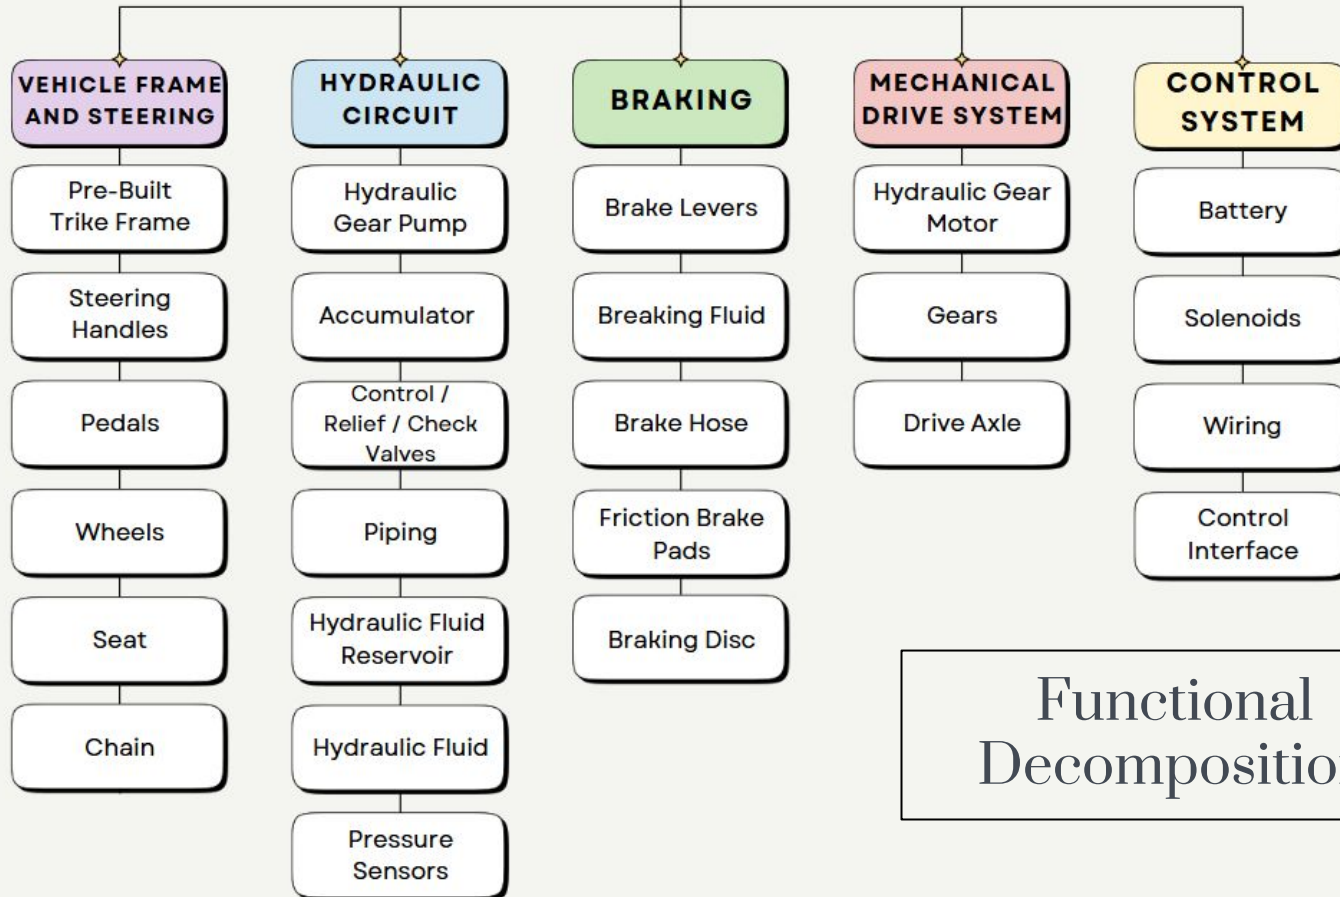 VEHICLE FRAME
AND STEERING
Pre-Built
Trike Frame
Steering
Handles
Pedals
Wheels
Seat
Chain
HYDRAULIC
CIRCUIT
Hydraulic
Gear Pump
Accumulator
Control /
Relief / Check
Valves
Piping
Hydraulic Fluid
Reservoir
Hydraulic Fluid
Pressure
Sensors
BRAKING
Brake Levers
Breaking Fluid
Brake Hose
Friction Brake
Pads
Braking Disc
MECHANICAL
DRIVE SYSTEM
Hydraulic Gear
Motor
Gears
Drive Axle
CONTROL
SYSTEM
Battery
Solenoids
Wiring
Control
Interface
Functional
Decomposition